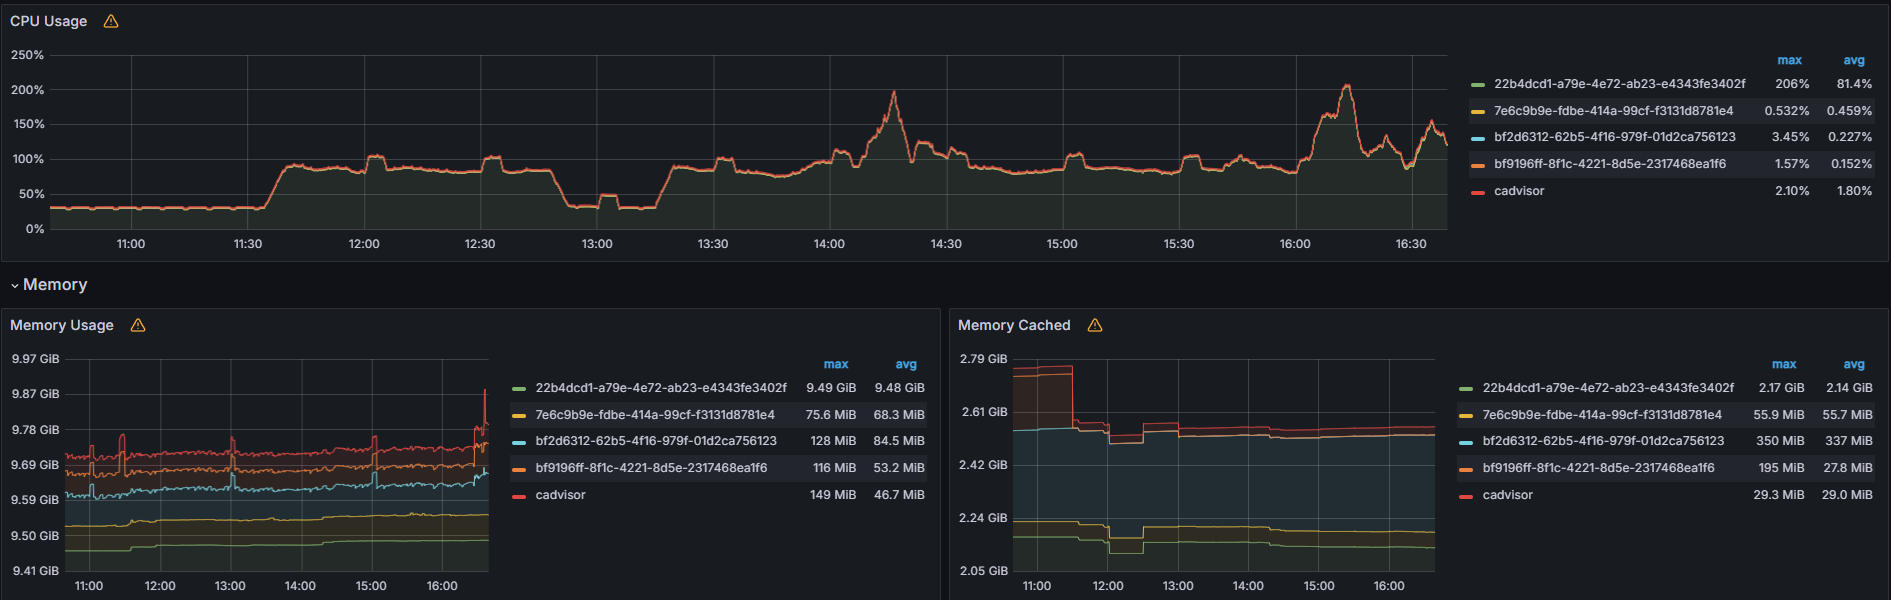 CPU Usage
250%
200%
150%
100%
50%
0%
11:00 11:30 12:00 12:30 13:00 13:30 14:00 14:30 15:00 15:30 16:00 16:30
max avg
22b4dcd1-a79e-4e72-ab23-e4343fe3402f 206% 81.4%
7e6c9b9e-fdbe-414a-99cf-f3131d8781e4 0.532% 0.459%
bf2d6312-62b5-4f16-979f-01d2ca756123 3.45% 0.227%
bf9196ff-8f1c-4221-8d5e-2317468ea1f6 1.57% 0.152%
cadvisor 2.10% 1.80%
Memory
Memory Usage
9.97 GiB
9.87 GiB
9.78 GiB
9.69 GiB
9.59 GiB
9.50 GiB
9.41 GiB
11:00 12:00 13:00 14:00 15:00 16:00
max avg
22b4dcd1-a79e-4e72-ab23-e4343fe3402f 9.49 GiB 9.48 GiB
7e6c9b9e-fdbe-414a-99cf-f3131d8781e4 75.6 MiB 68.3 MiB
bf2d6312-62b5-4f16-979f-01d2ca756123 128 MiB 84.5 MiB
bf9196ff-8f1c-4221-8d5e-2317468ea1f6 116 MiB 53.2 MiB
cadvisor 149 MiB 46.7 MiB
Memory Cached
2.79 GiB
2.61 GiB
2.42 GiB
2.24 GiB
2.05 GiB
11:00 12:00 13:00 14:00 15:00 16:00
max avg
22b4dcd1-a79e-4e72-ab23-e4343fe3402f 2.17 GiB 2.14 GiB
7e6c9b9e-fdbe-414a-99cf-f3131d8781e4 55.9 MiB 55.7 MiB
bf2d6312-62b5-4f16-979f-01d2ca756123 350 MiB 337 MiB
bf9196ff-8f1c-4221-8d5e-2317468ea1f6 195 MiB 27.8 MiB
cadvisor 29.3 MiB 29.0 MiB